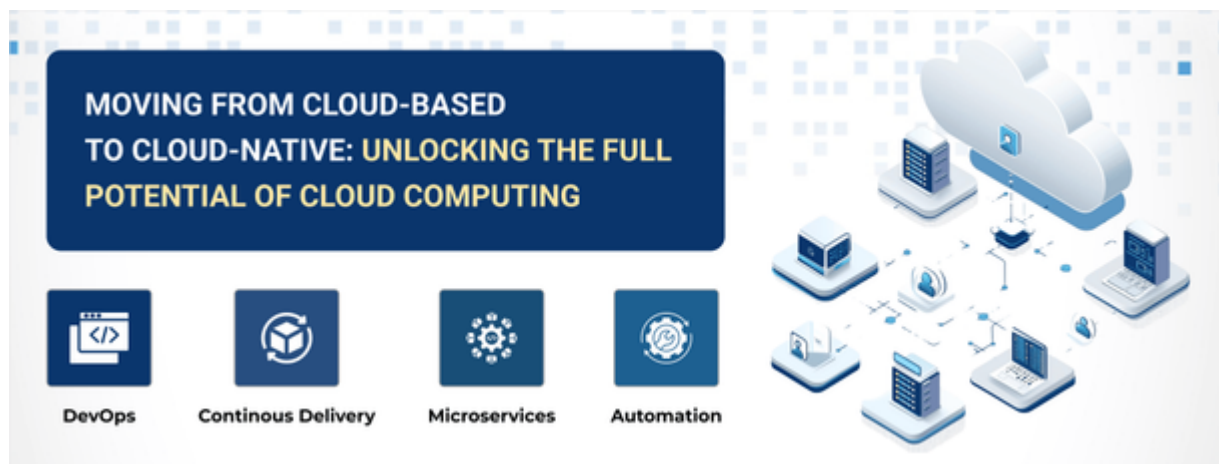 MOVING FROM CLOUD-BASED
TO CLOUD-NATIVE: UNLOCKING THE FULL
POTENTIAL OF CLOUD COMPUTING
</>
DevOps
Continous Delivery
Microservices
Automation